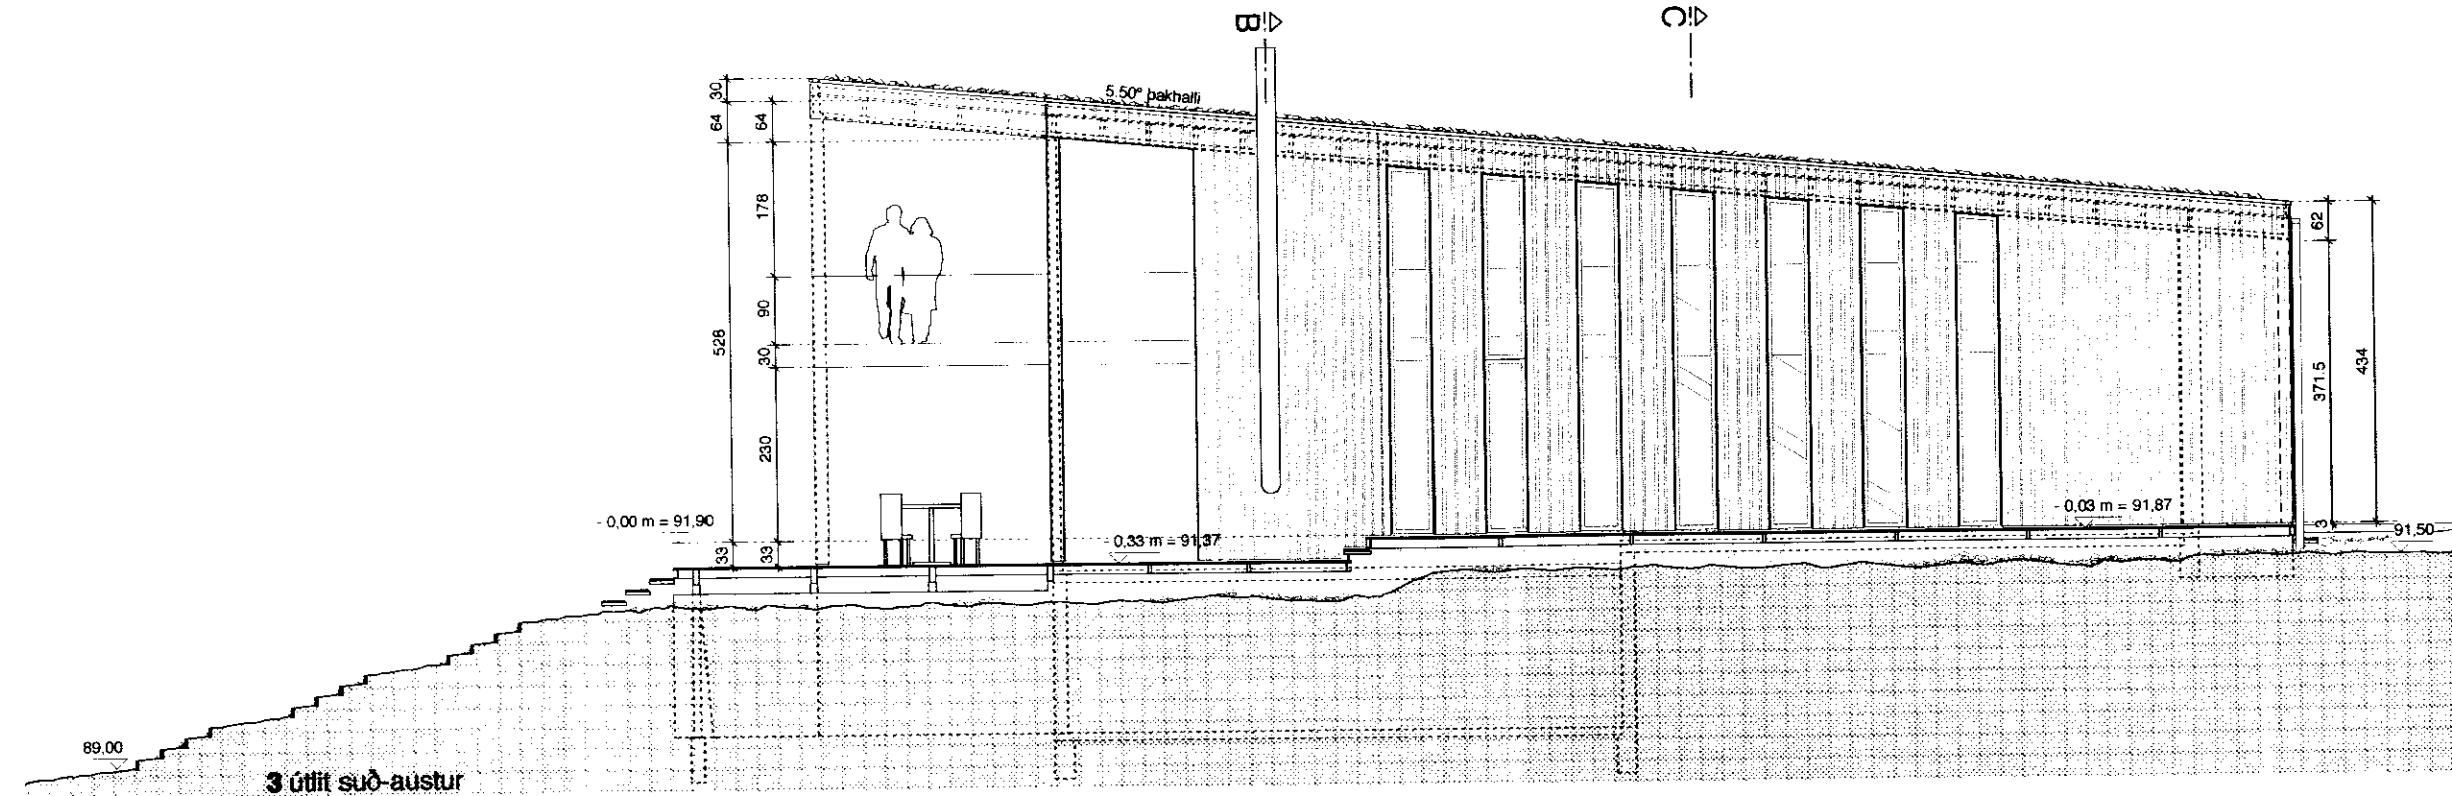 B
C
5.50° þakhalli
30
64
64
178
90
528
30
230
33
33
62
371.5
434
3
- 0,00 m = 91,90
0,33 m = 91,37
- 0,03 m = 91,87
91,50
89,00
3 útlit suð-austur